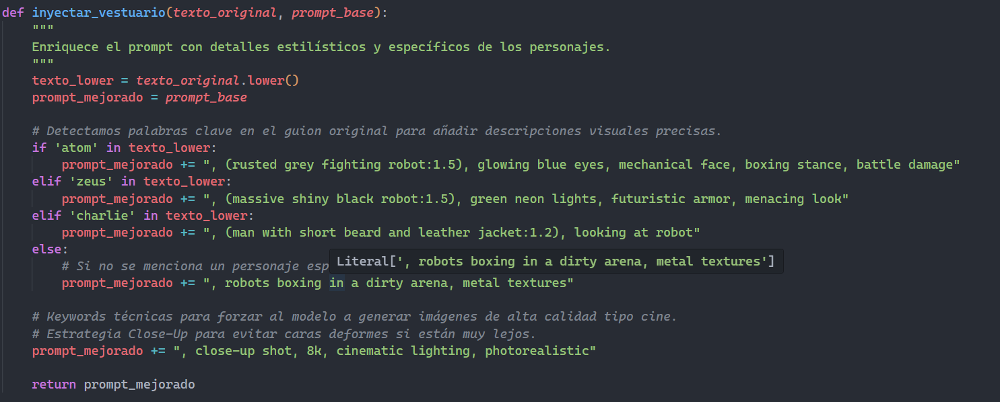 def inyectar_vestuario(texto_original, prompt_base):
    """
    Enriquece el prompt con detalles estilísticos y específicos de los personajes.
    """
    texto_lower = texto_original.lower()
    prompt_mejorado = prompt_base

    # Detectamos palabras clave en el guion original para añadir descripciones visuales precisas.
    if 'atom' in texto_lower:
        prompt_mejorado += ", (rusted grey fighting robot:1.5), glowing blue eyes, mechanical face, boxing stance, battle damage"
    elif 'zeus' in texto_lower:
        prompt_mejorado += ", (massive shiny black robot:1.5), green neon lights, futuristic armor, menacing look"
    elif 'charlie' in texto_lower:
        prompt_mejorado += ", (man with short beard and leather jacket:1.2), looking at robot"
    else:
        # Si no se menciona un personaje esp
Literal[', robots boxing in a dirty arena, metal textures']
        prompt_mejorado += ", robots boxing in a dirty arena, metal textures"

    # Keywords técnicas para forzar al modelo a generar imágenes de alta calidad tipo cine.
    # Estrategia Close-Up para evitar caras deformes si están muy lejos.
    prompt_mejorado += ", close-up shot, 8k, cinematic lighting, photorealistic"

    return prompt_mejorado